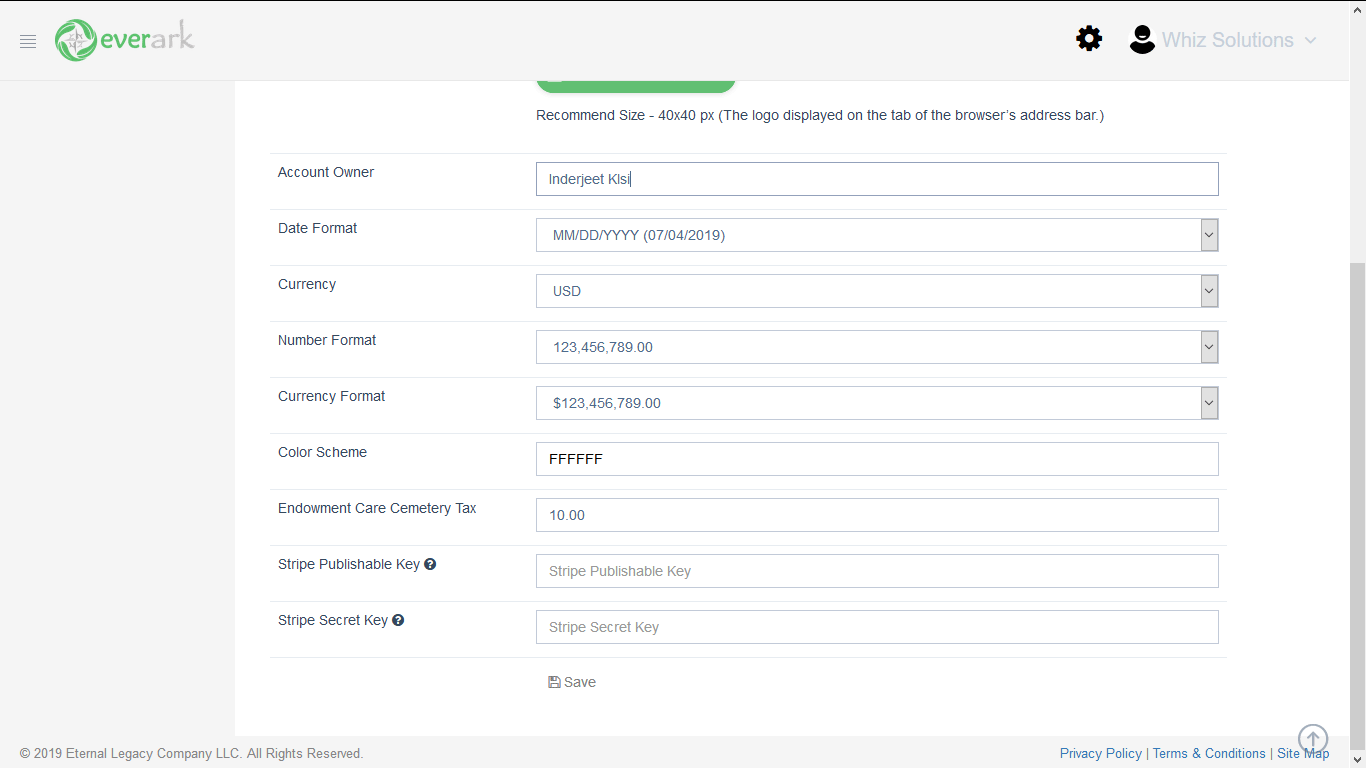 everark
Whiz Solutions
Recommend Size - 40x40 px (The logo displayed on the tab of the browser’s address bar.)
Account Owner
Inderjeet Klsi
Date Format
MM/DD/YYYY (07/04/2019)
Currency
USD
Number Format
123,456,789.00
Currency Format
$123,456,789.00
Color Scheme
FFFFFF
Endowment Care Cemetery Tax
10.00
Stripe Publishable Key ?
Stripe Publishable Key
Stripe Secret Key ?
Stripe Secret Key
Save
© 2019 Eternal Legacy Company LLC. All Rights Reserved.
Privacy Policy | Terms & Conditions | Site Map